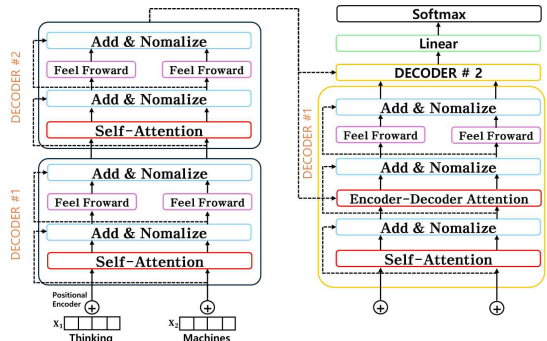 DECODER #2
Add & Nomalize
Feel Froward
Feel Froward
Add & Nomalize
Self-Attention
DECODER #1
Add & Nomalize
Feel Froward
Feel Froward
Add & Nomalize
Self-Attention
Positional
Encoder
X₁
X₂
Thinking
Machines
Softmax
Linear
DECODER # 2
DECODER #1
Add & Nomalize
Feel Froward
Feel Froward
Add & Nomalize
Encoder-Decoder Attention
Add & Nomalize
Self-Attention